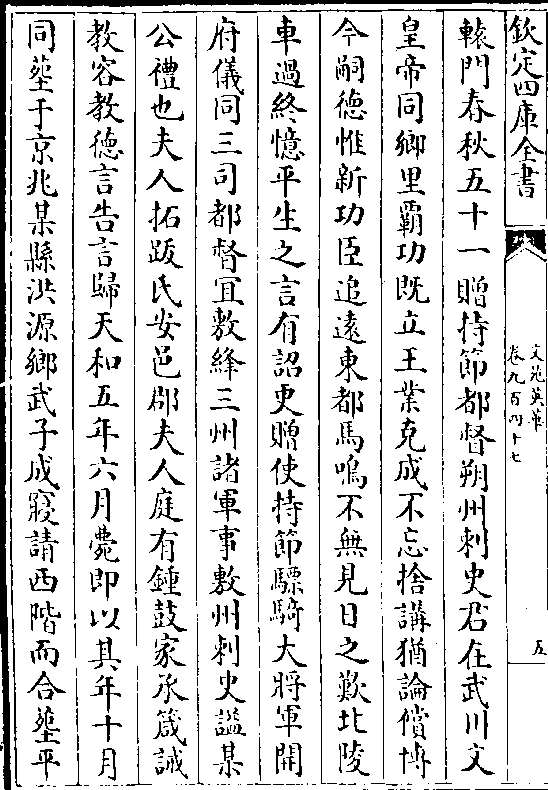 欽定四庫全書
文苑英華
卷九百四十七
五
轅門春秋五十一贈持節都督朔州刺史君在武川文
皇帝同鄉里霸功既立王業克成不忘捨講猶論償博
今嗣德惟新功臣追遠東都馬鳴不無見日之歎北陵
車過終憶平生之言有詔更贈使持節驃騎大將軍開
府儀同三司都督冝敷絳三州諸軍事敷州刺史諡某
公禮也夫人拓跋氏安邑郡夫人庭有鍾鼓家承箴誡
教容教德言告言歸天和五年六月薨即以其年十月
同塟于京兆某縣洪源鄉武子成寢請西階而合塟平